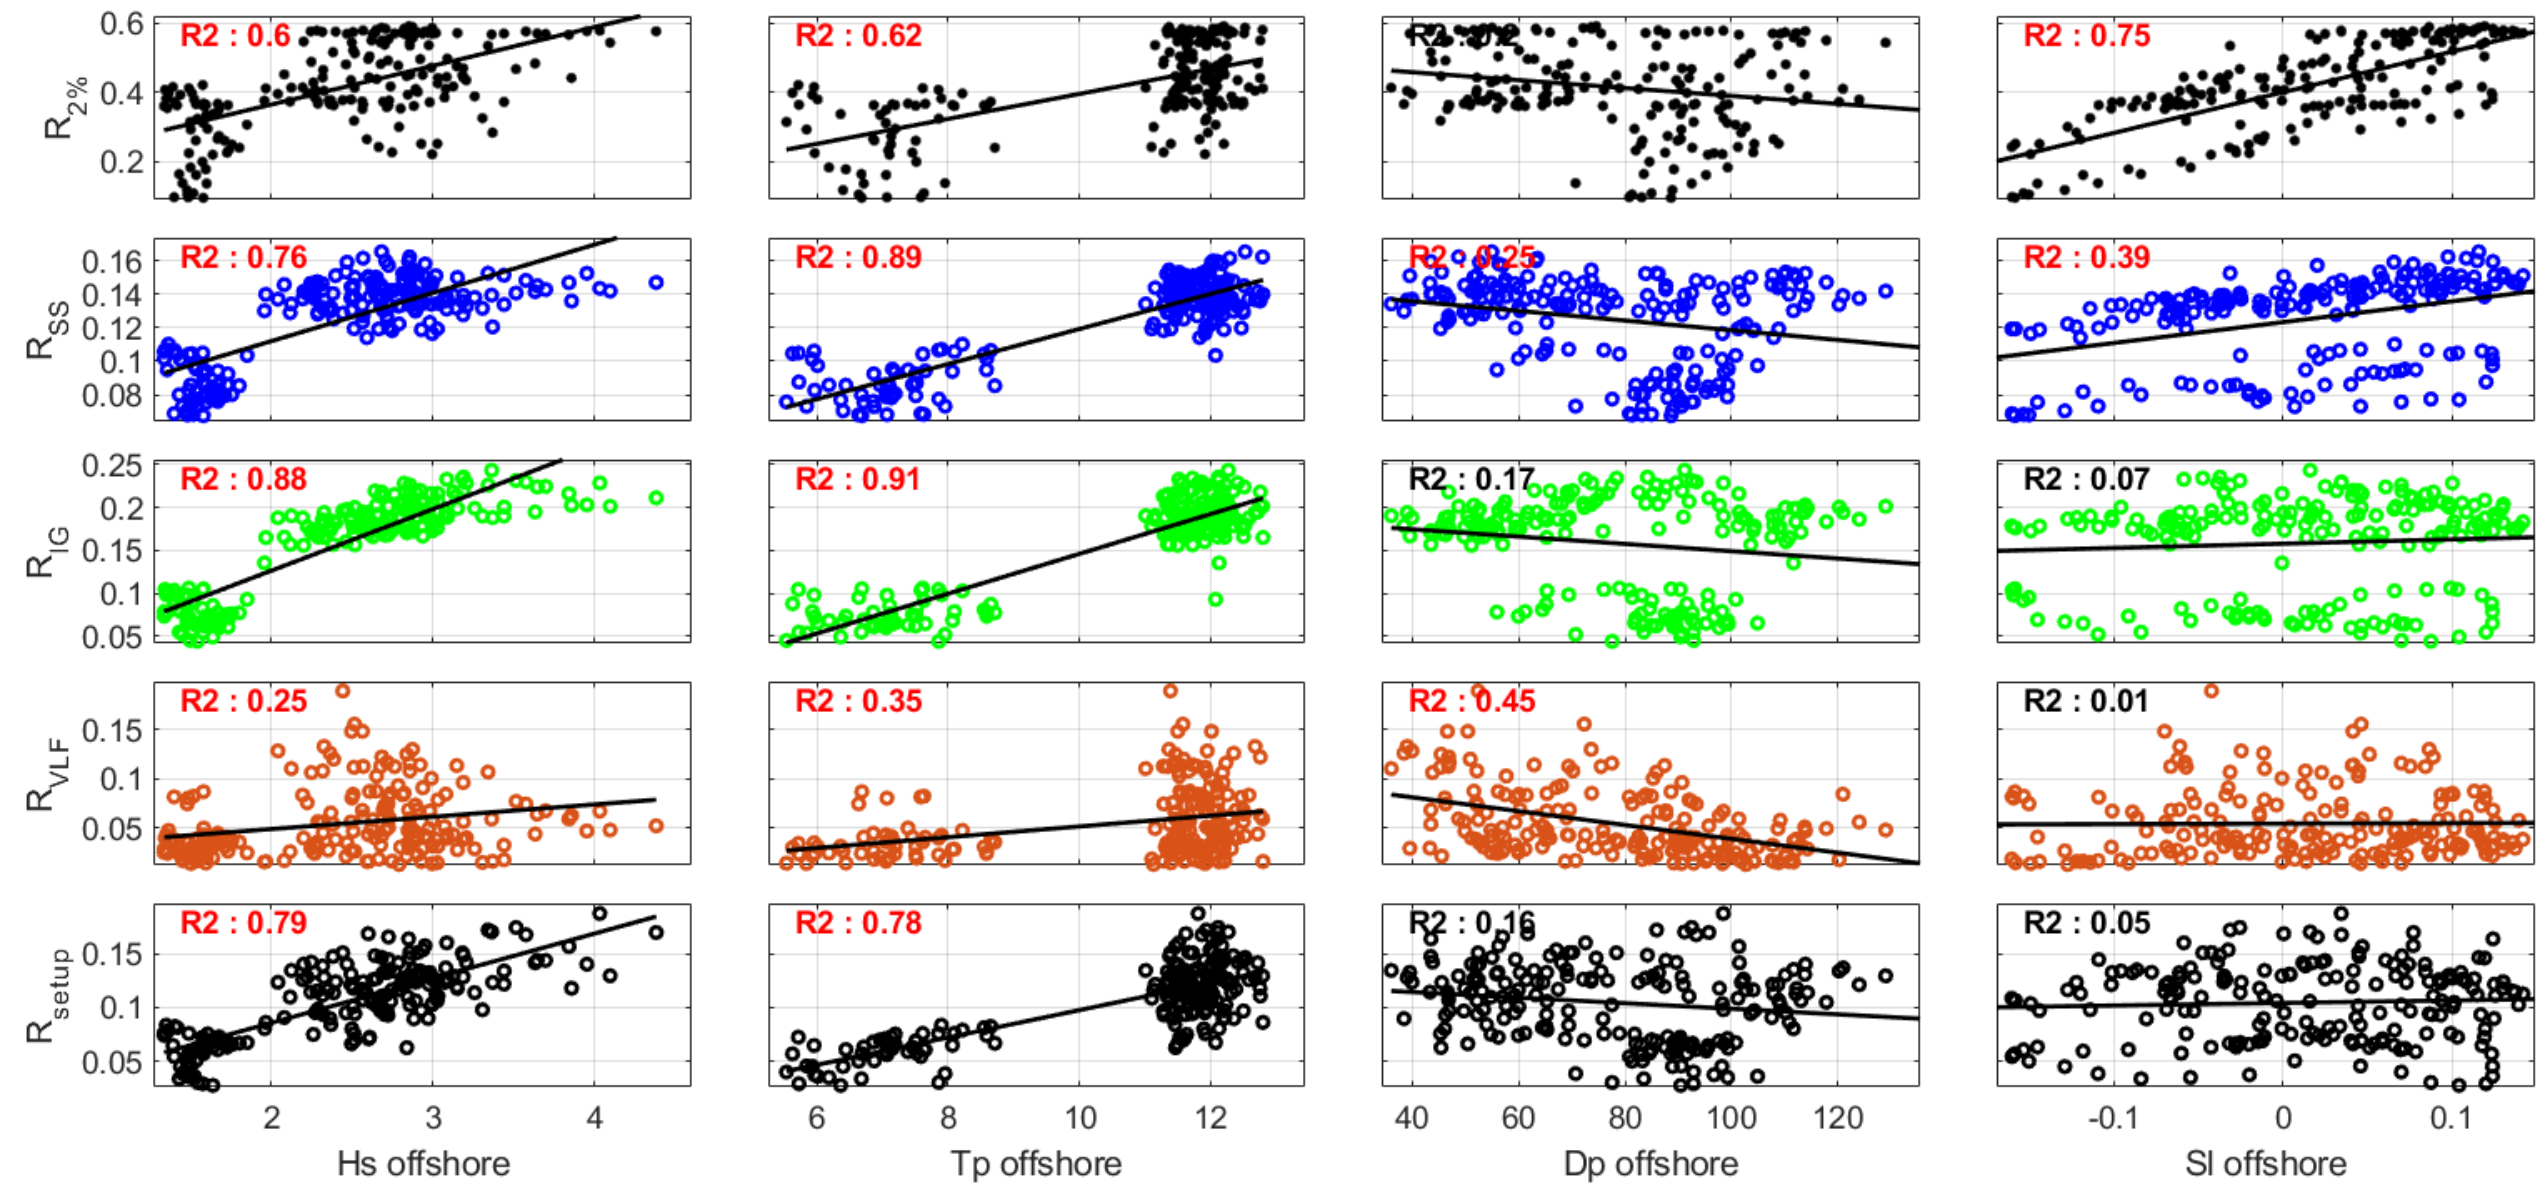 0.6
0.4
0.2
R2%
R2 : 0.6
R2 : 0.62
R2 : 0.2
R2 : 0.75
0.16
0.14
0.12
0.1
0.08
RSS
R2 : 0.76
R2 : 0.89
R2 : 0.25
R2 : 0.39
0.25
0.2
0.15
0.1
0.05
RIG
R2 : 0.88
R2 : 0.91
R2 : 0.17
R2 : 0.07
0.15
0.1
0.05
RVLF
R2 : 0.25
R2 : 0.35
R2 : 0.45
R2 : 0.01
0.15
0.1
0.05
Rsetup
R2 : 0.79
R2 : 0.78
R2 : 0.16
R2 : 0.05
2 3 4
6 8 10 12
40 60 80 100 120
-0.1 0 0.1
Hs offshore
Tp offshore
Dp offshore
Sl offshore